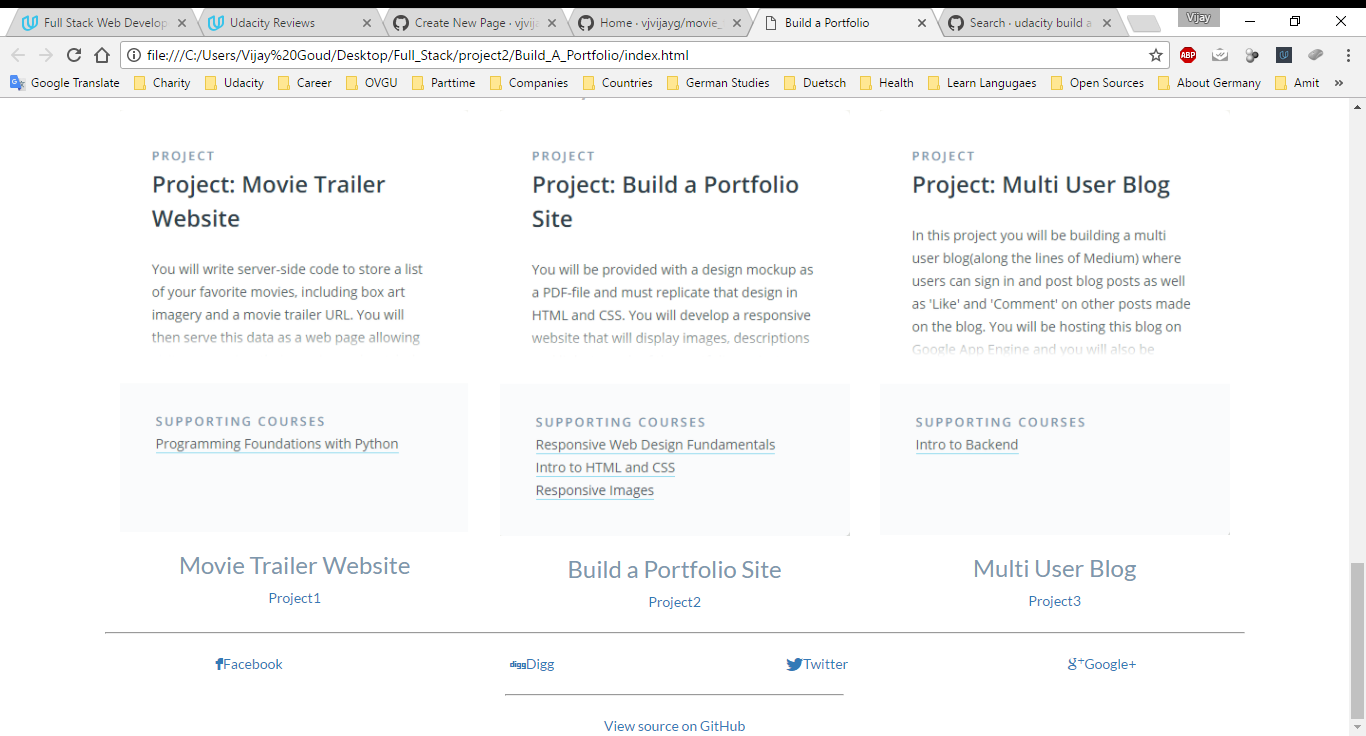 Full Stack Web Develop
Udacity Reviews
Create New Page · vjvij
Home · vjvijayg/movie_
Build a Portfolio
Search · udacity build a
Vijay
file:///C:/Users/Vijay%20Goud/Desktop/Full_Stack/project2/Build_A_Portfolio/index.html
ABP
Google Translate Charity Udacity Career OVGU Parttime Companies Countries German Studies Duetsch Health Learn Langugaes Open Sources About Germany Amit »
PROJECT
Project: Movie Trailer
Website
You will write server-side code to store a list
of your favorite movies, including box art
imagery and a movie trailer URL. You will
then serve this data as a web page allowing
SUPPORTING COURSES
Programming Foundations with Python
Movie Trailer Website
Project1
PROJECT
Project: Build a Portfolio
Site
You will be provided with a design mockup as
a PDF-file and must replicate that design in
HTML and CSS. You will develop a responsive
website that will display images, descriptions
SUPPORTING COURSES
Responsive Web Design Fundamentals
Intro to HTML and CSS
Responsive Images
Build a Portfolio Site
Project2
PROJECT
Project: Multi User Blog
In this project you will be building a multi
user blog(along the lines of Medium) where
users can sign in and post blog posts as well
as 'Like' and 'Comment' on other posts made
on the blog. You will be hosting this blog on
Google App Engine and you will also be
SUPPORTING COURSES
Intro to Backend
Multi User Blog
Project3
Facebook
digg Digg
Twitter
g+ Google+
View source on GitHub